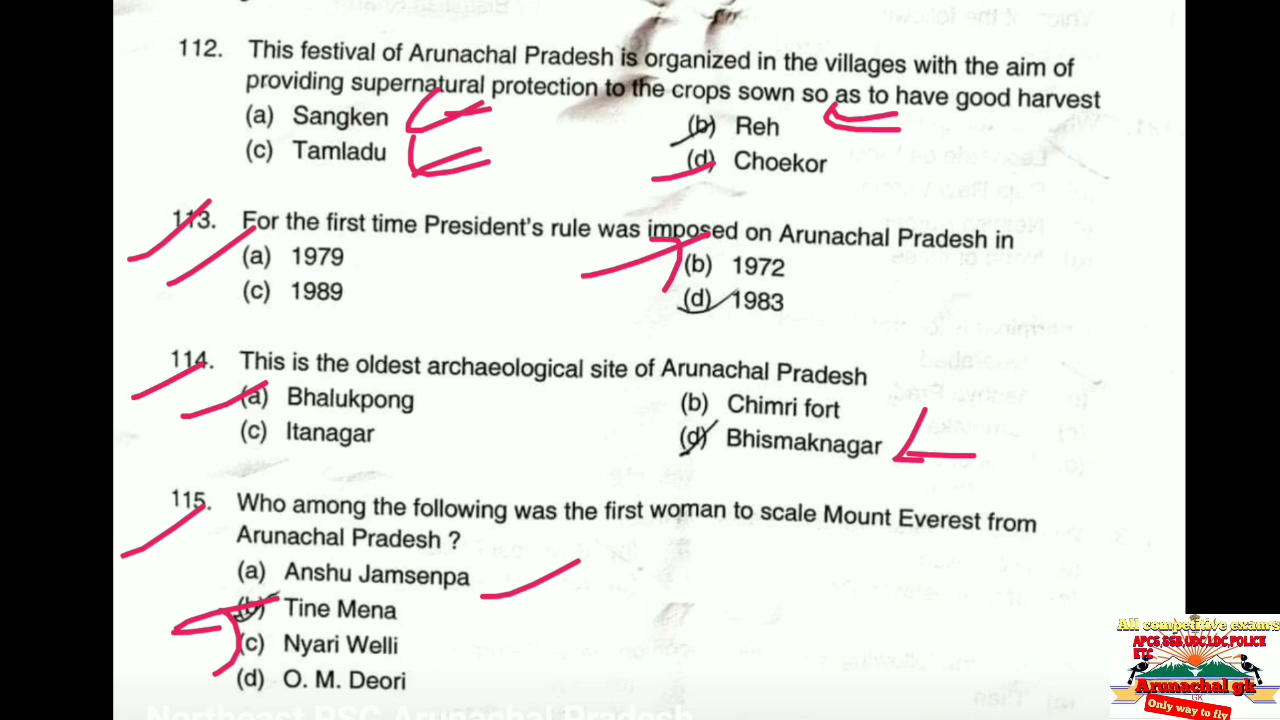 112. This festival of Arunachal Pradesh is organized in the villages with the aim of
providing supernatural protection to the crops sown so as to have good harvest
(a) Sangken (b) Reh
(c) Tamladu (d) Choekor
113. For the first time President's rule was imposed on Arunachal Pradesh in
(a) 1979 (b) 1972
(c) 1989 (d) 1983
114. This is the oldest archaeological site of Arunachal Pradesh
(a) Bhalukpong (b) Chimri fort
(c) Itanagar (d) Bhismaknagar
115. Who among the following was the first woman to scale Mount Everest from
Arunachal Pradesh ?
(a) Anshu Jamsenpa
(b) Tine Mena
(c) Nyari Welli
(d) O. M. Deori
Northeast PSC Arunachal Pradesh
All competitive exams
APCS,SSB,UDC,LDC,POLICE
ETC
Arunachal gk
GK
Only way to fly